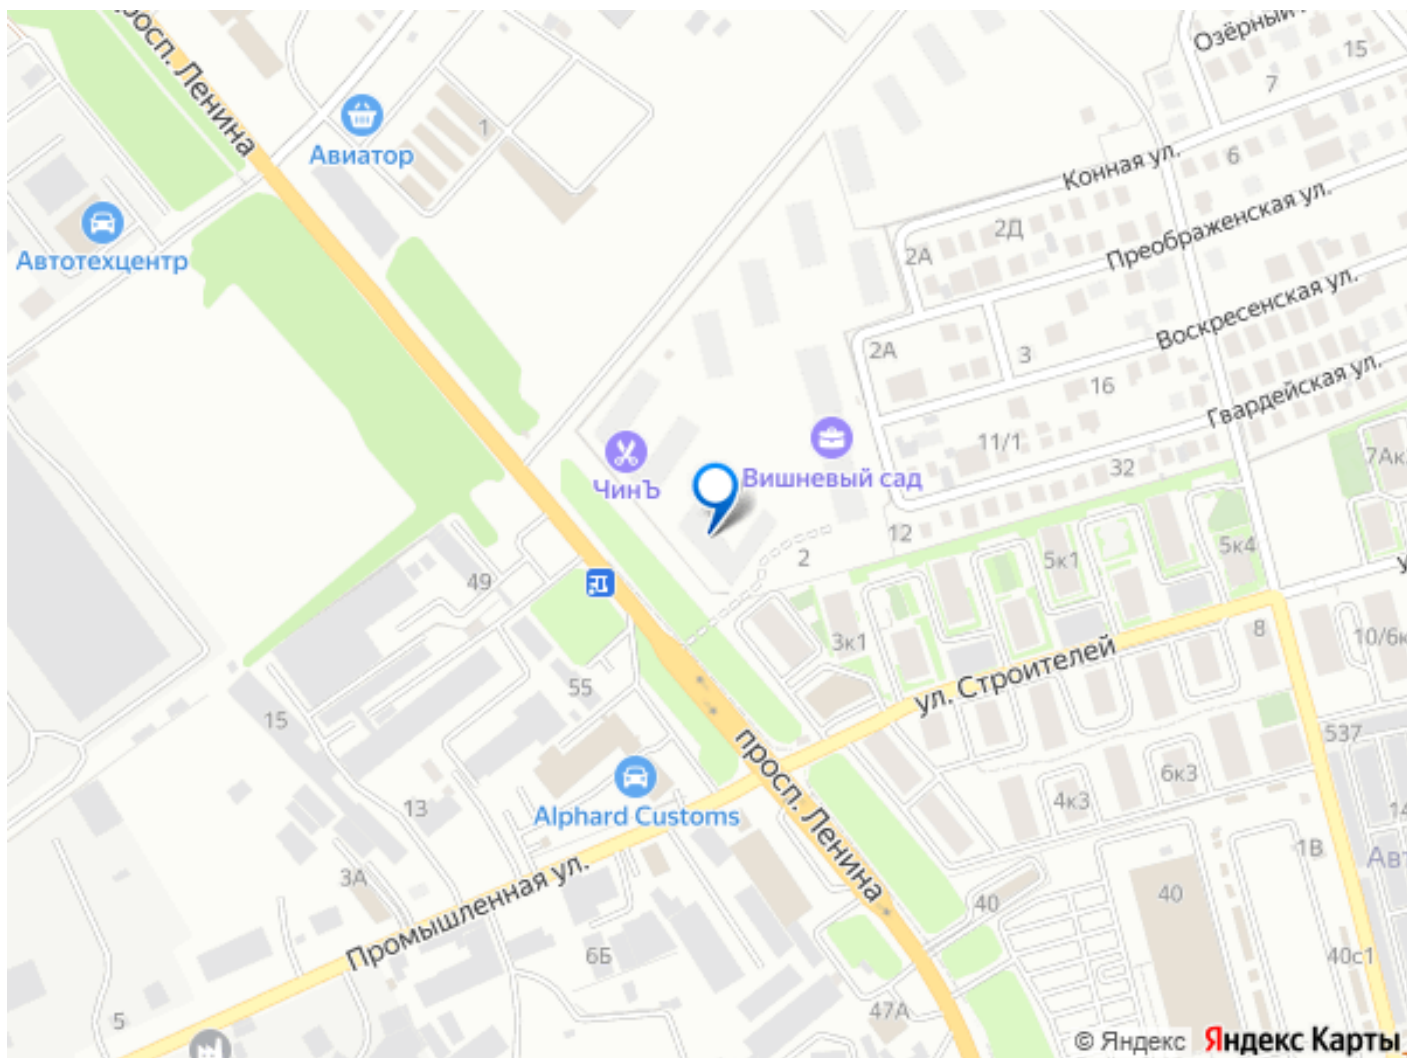 просп. Ленина
Озёрный
15
7
1
Авиатор
6
Конная ул.
Преображенская ул.
2Д
2А
Автотехцентр
Воскресенская ул.
2А
3
16
Гвардейская ул.
11/1
32
7Ак
ЧинЪ
Вишневый сад
12
2
5к1
5к4
49
3к1
8
10/6к
ул. Строителей
55
15
537
просп. Ленина
6к3
4к3
13
Alphard Customs
14
1В
Авт
3А
40
40
Промышленная ул.
6Б
40с1
47А
5
© Яндекс Яндекс Карты